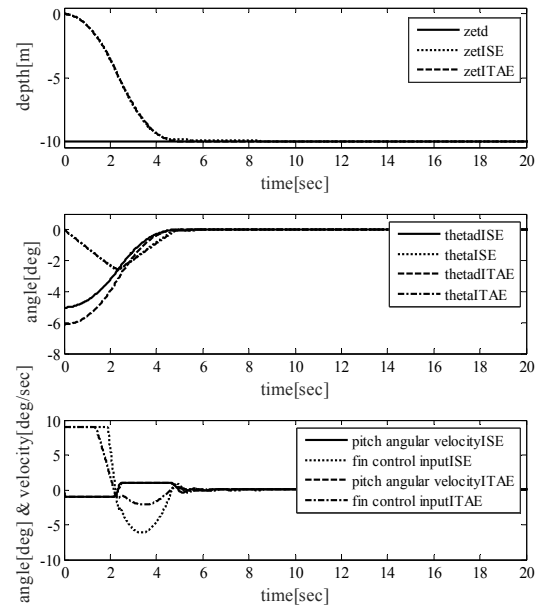 0
-5
-10
depth[m]
zetd
zetISE
zetITAE
0 2 4 6 8 10 12 14 16 18 20
time[sec]
0
-2
-4
-6
-8
angle[deg]
thetadISE
thetaISE
thetadITAE
thetaITAE
0 2 4 6 8 10 12 14 16 18 20
time[sec]
10
5
0
-5
-10
angle[deg] & velocity[deg/sec]
pitch angular velocityISE
fin control inputISE
pitch angular velocityITAE
fin control inputITAE
0 2 4 6 8 10 12 14 16 18 20
time[sec]